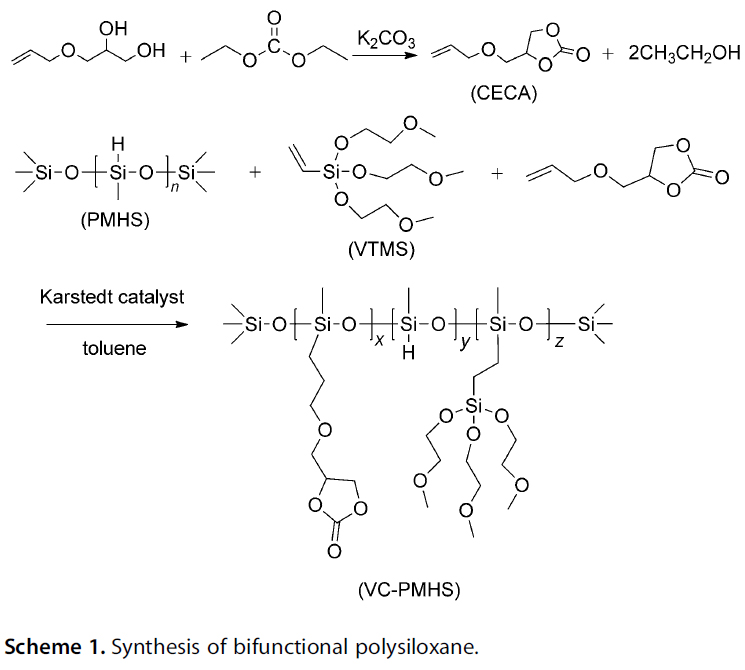 OH
O OH + O O O K₂CO₃ O O O O + 2CH₃CH₂OH
(CECA)
Si-O Si-O Si n H + Si O O O O O O + O O O O
(PMHS)
(VTMS)
Karstedt catalyst
toluene
Si-O Si-O x Si-O H y Si-O z Si
O O O O Si O O O O O O
(VC-PMHS)
Scheme 1. Synthesis of bifunctional polysiloxane.